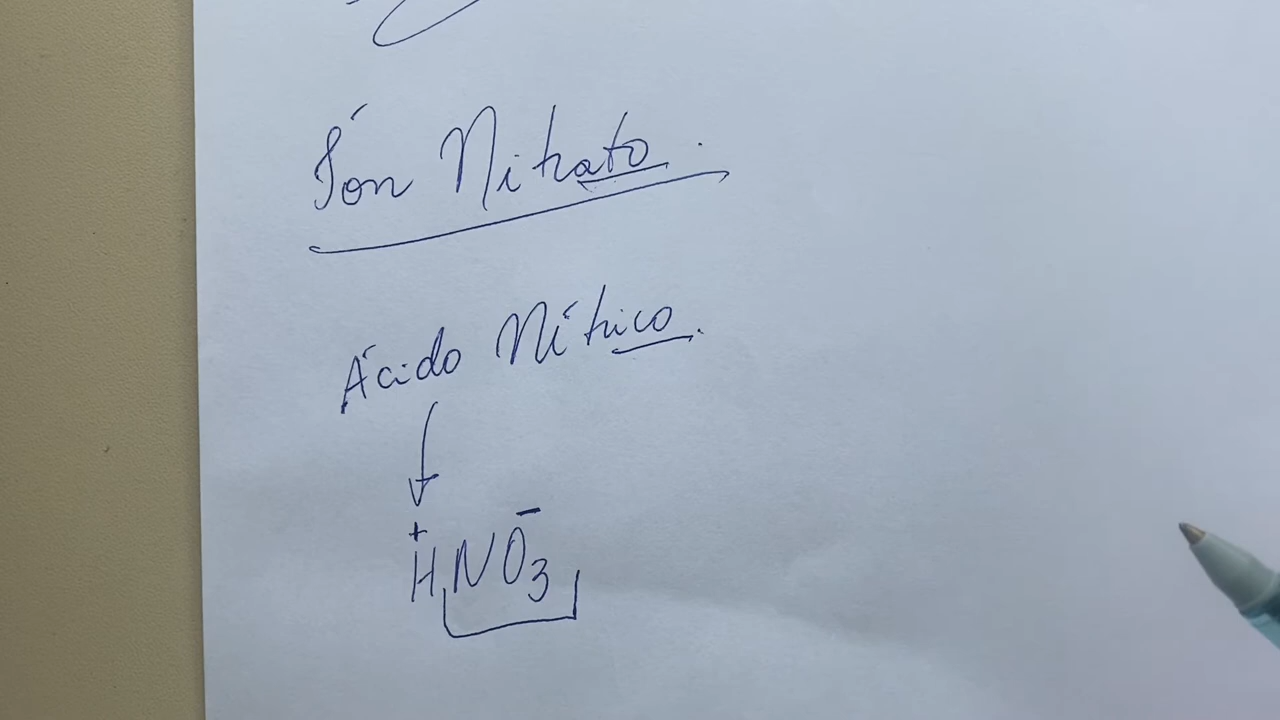 Íon Nitrato.
Ácido Nítrico.
+ -
HNO3